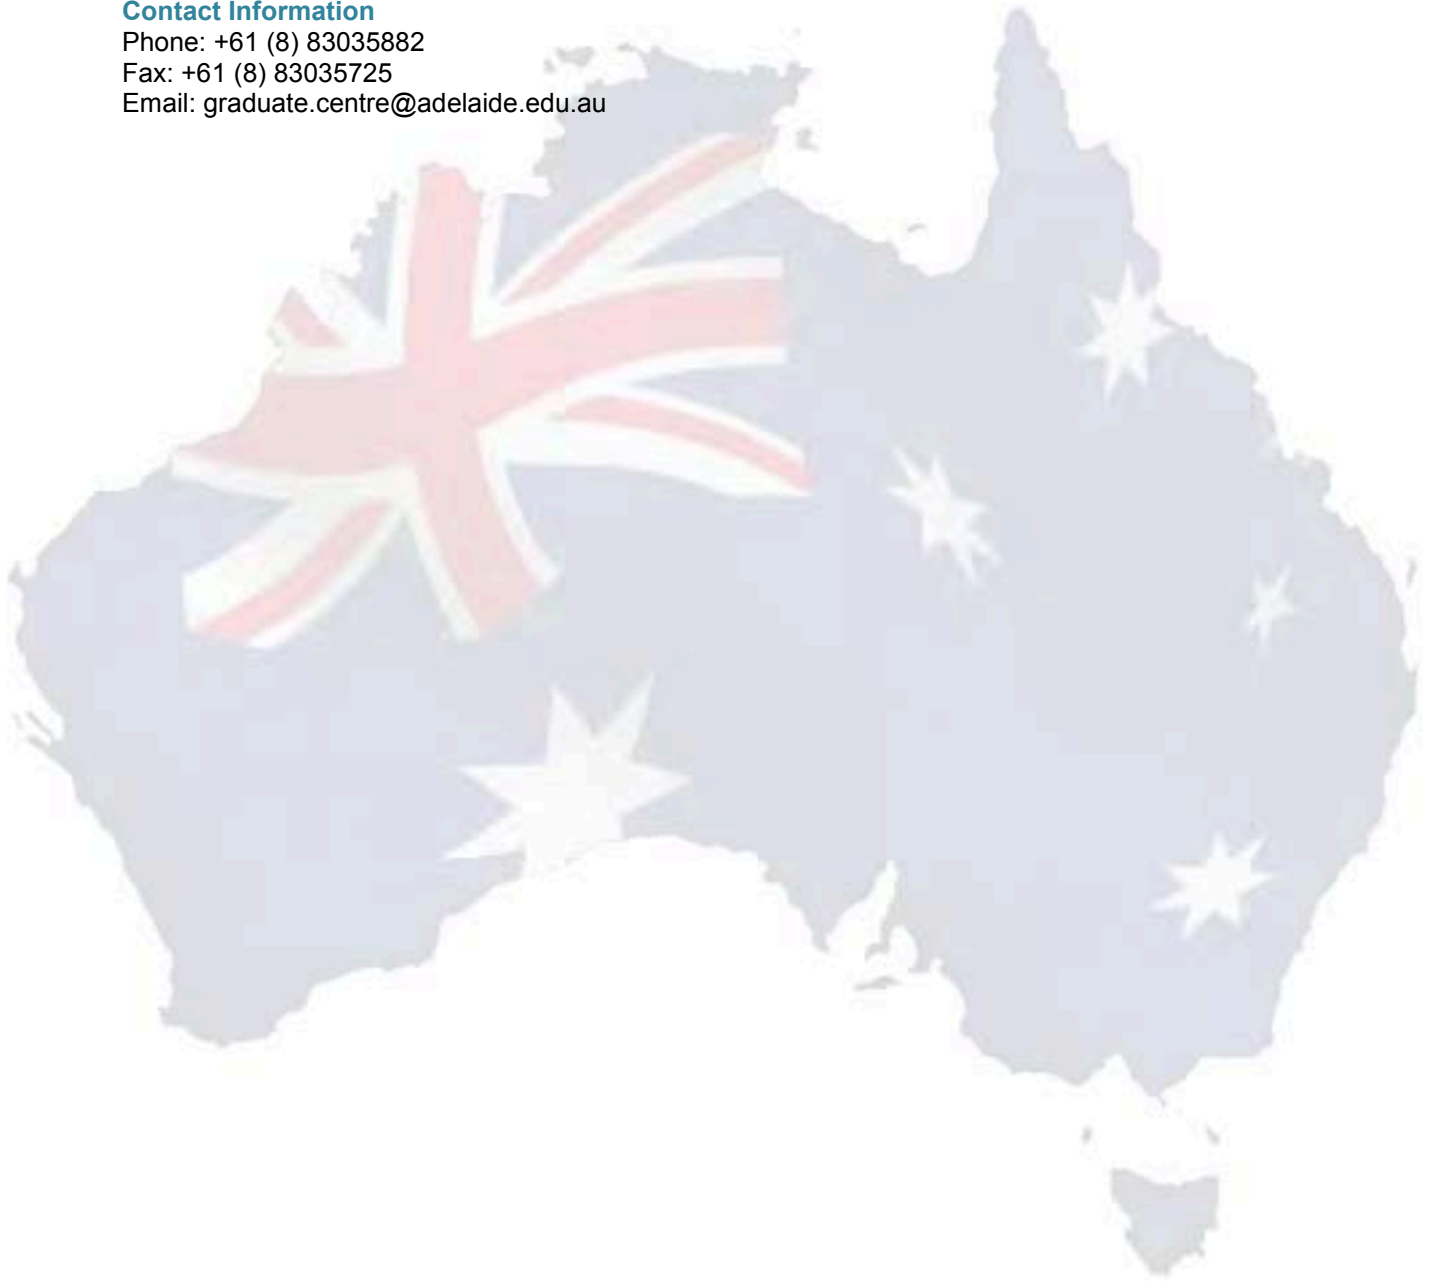 Contact Information
Phone: +61 (8) 83035882
Fax: +61 (8) 83035725
Email: graduate.centre@adelaide.edu.au